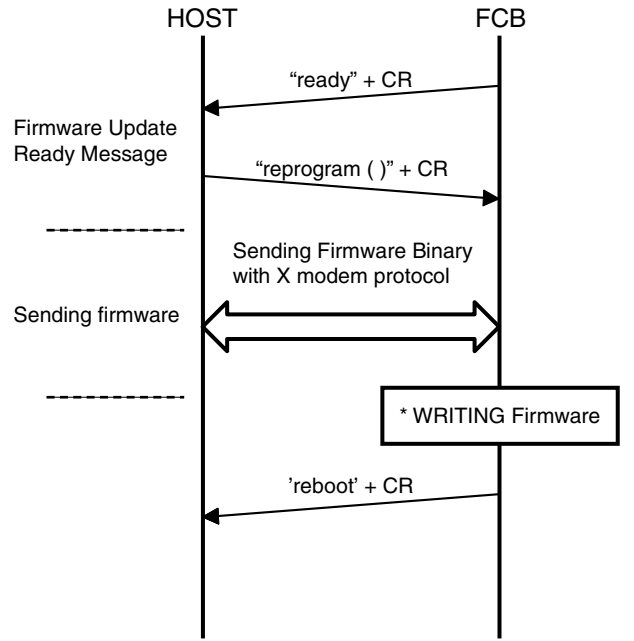 HOST
FCB
“ready” + CR
Firmware Update
Ready Message
“reprogram ( )” + CR
Sending Firmware Binary
with X modem protocol
Sending firmware
* WRITING Firmware
’reboot’ + CR